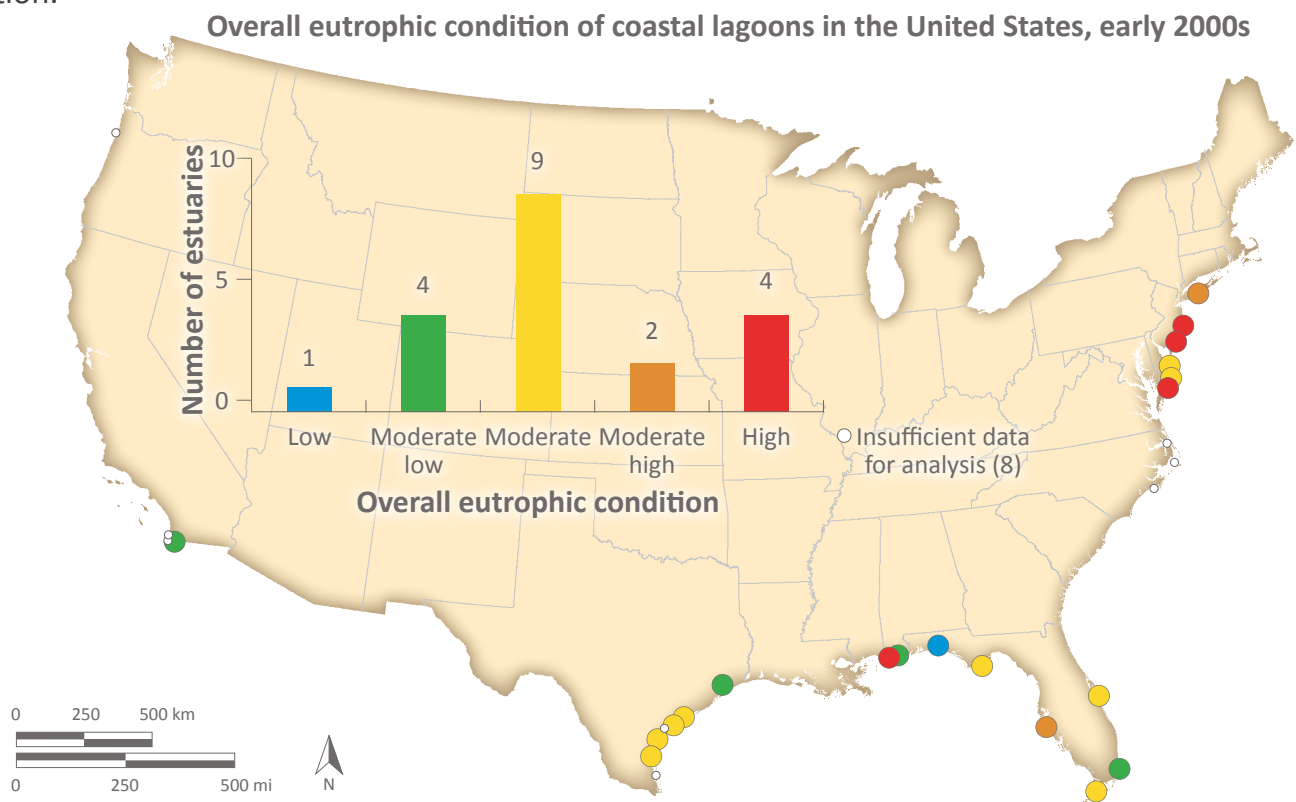 tion.
Overall eutrophic condition of coastal lagoons in the United States, early 2000s
Number of estuaries
10
5
0
1
4
9
2
4
Low
Moderate low
Moderate
Moderate high
High
Insufficient data
for analysis (8)
Overall eutrophic condition
0 250 500 km
0 250 500 mi
N